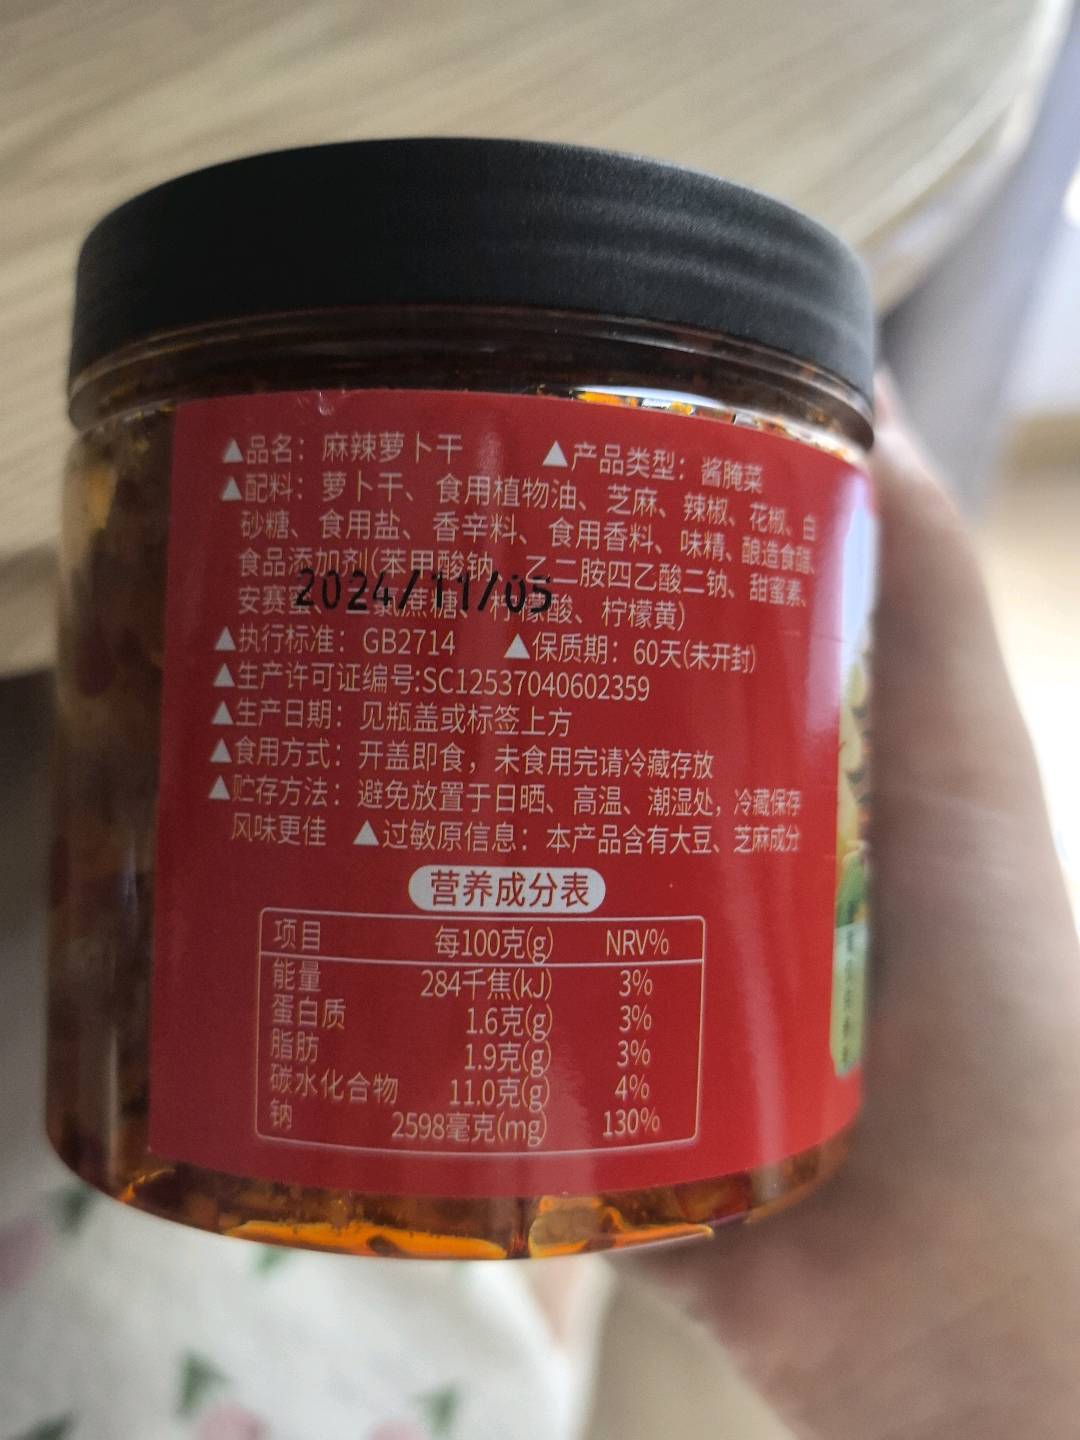 ▲品名：麻辣萝卜干 ▲产品类型：酱腌菜
▲配料：萝卜干、食用植物油、芝麻、辣椒、花椒、白
砂糖、食用盐、香辛料、食用香料、味精、酿造食醋、
食品添加剂(苯甲酸钠、乙二胺四乙酸二钠、甜蜜素、
2024/11/05
安赛 氯蔗糖、柠檬酸、柠檬黄)
▲执行标准：GB2714 ▲保质期：60天(未开封)
▲生产许可证编号:SC12537040602359
▲生产日期：见瓶盖或标签上方
▲食用方式：开盖即食，未食用完请冷藏存放
▲贮存方法：避免放置于日晒、高温、潮湿处，冷藏保存
风味更佳 ▲过敏原信息：本产品含有大豆、芝麻成分
营养成分表
项目 每100克(g) NRV%
能量 284千焦(kJ) 3%
蛋白质 1.6克(g) 3%
脂肪 1.9克(g) 3%
碳水化合物 11.0克(g) 4%
钠 2598毫克(mg) 130%